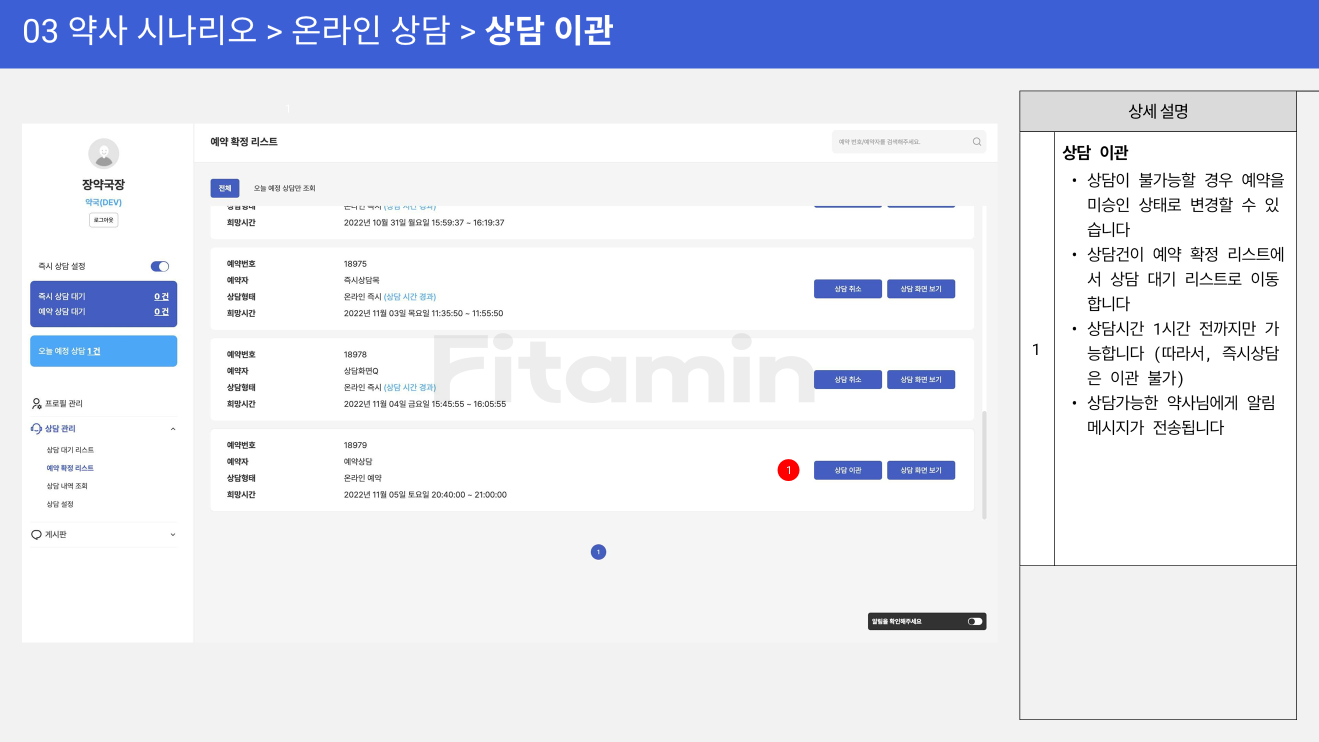 03 약사 시나리오 > 온라인 상담 > 상담 이관
1
장약국장
약국(DEV)
로그아웃
즉시 상담 설정
즉시 상담 대기 0 건
예약 상담 대기 0 건
오늘 예정 상담 1 건
프로필 관리
상담 관리
상담 대기 리스트
예약 확정 리스트
상담 내역 조회
상담 설정
게시판
예약 확정 리스트
예약 번호/예약자를 검색해주세요.
전체 오늘 예정 상담만 조회
상담형태 온라인 즉시 (상담 시간 경과)
희망시간 2022년 10월 31일 월요일 15:59:37 ~ 16:19:37
예약번호 18975
예약자 즉시상담목
상담형태 온라인 즉시 (상담 시간 경과)
희망시간 2022년 11월 03일 목요일 11:35:50 ~ 11:55:50
상담 취소 상담 화면 보기
예약번호 18978
예약자 상담화면Q
상담형태 온라인 즉시 (상담 시간 경과)
희망시간 2022년 11월 04일 금요일 15:45:55 ~ 16:05:55
상담 취소 상담 화면 보기
Fitamin
예약번호 18979
예약자 예약상담
상담형태 온라인 예약
희망시간 2022년 11월 05일 토요일 20:40:00 ~ 21:00:00
1 상담 이관 상담 화면 보기
1
알림을 확인해주세요
상세 설명
1
상담 이관
• 상담이 불가능할 경우 예약을
미승인 상태로 변경할 수 있
습니다
• 상담건이 예약 확정 리스트에
서 상담 대기 리스트로 이동
합니다
• 상담시간 1시간 전까지만 가
능합니다 (따라서, 즉시상담
은 이관 불가)
• 상담가능한 약사님에게 알림
메시지가 전송됩니다